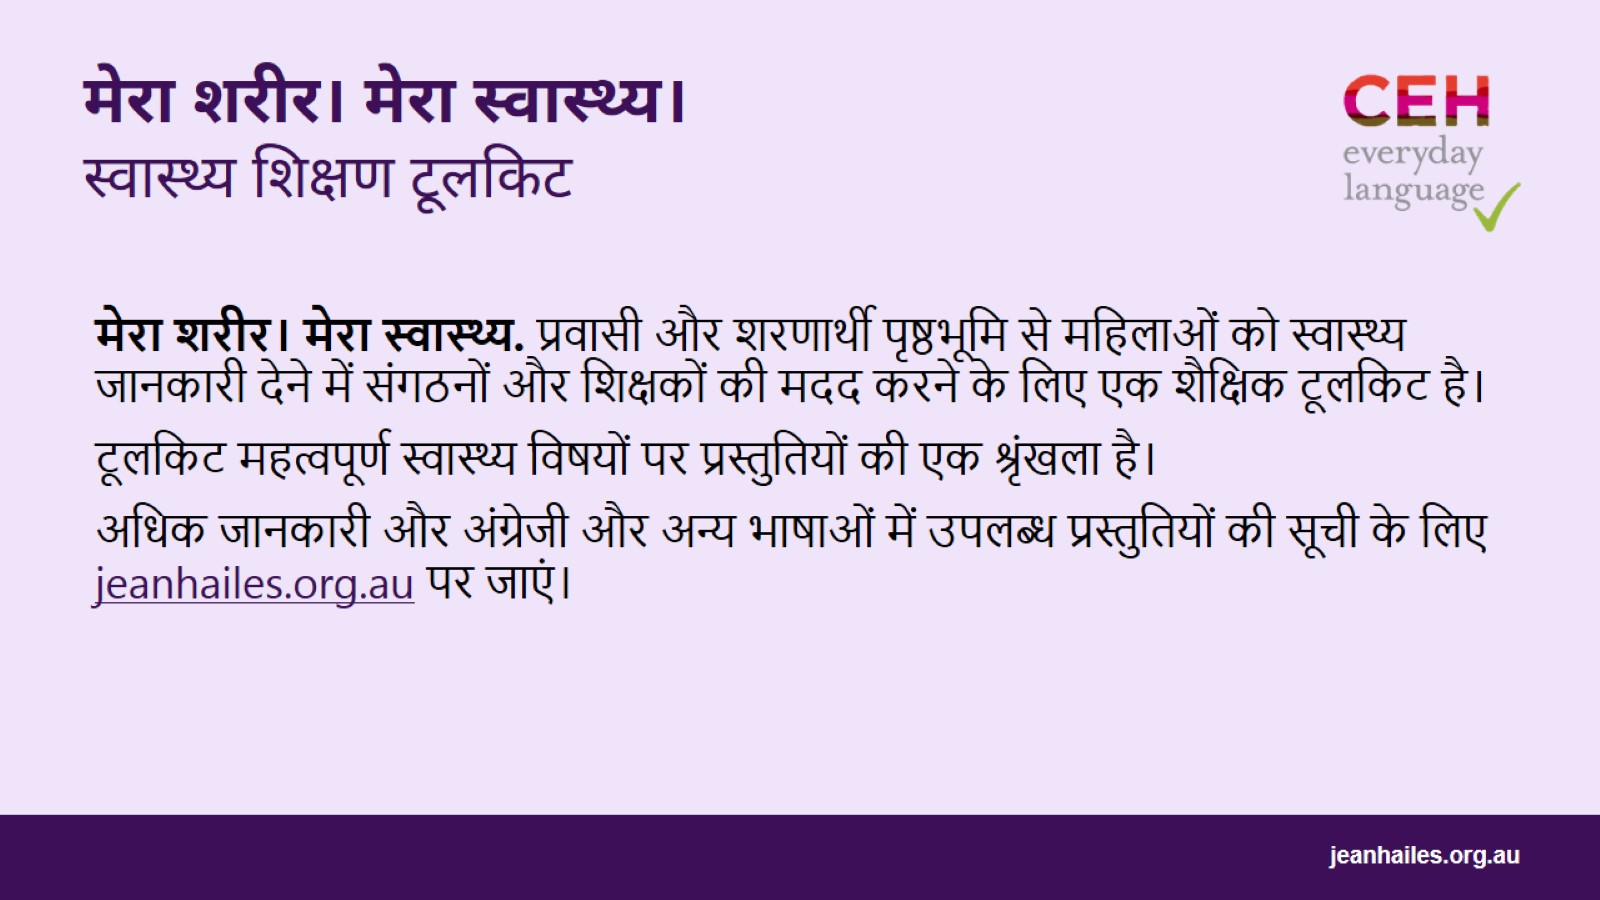 मेरा शरीर। मेरा स्वास्थ्य।
स्वास्थ्य शिक्षण टूलकिट
CEH
everyday
language
मेरा शरीर। मेरा स्वास्थ्य. प्रवासी और शरणार्थी पृष्ठभूमि से महिलाओं को स्वास्थ्य
जानकारी देने में संगठनों और शिक्षकों की मदद करने के लिए एक शैक्षिक टूलकिट है।
टूलकिट महत्वपूर्ण स्वास्थ्य विषयों पर प्रस्तुतियों की एक श्रृंखला है।
अधिक जानकारी और अंग्रेजी और अन्य भाषाओं में उपलब्ध प्रस्तुतियों की सूची के लिए
jeanhailes.org.au पर जाएं।
jeanhailes.org.au